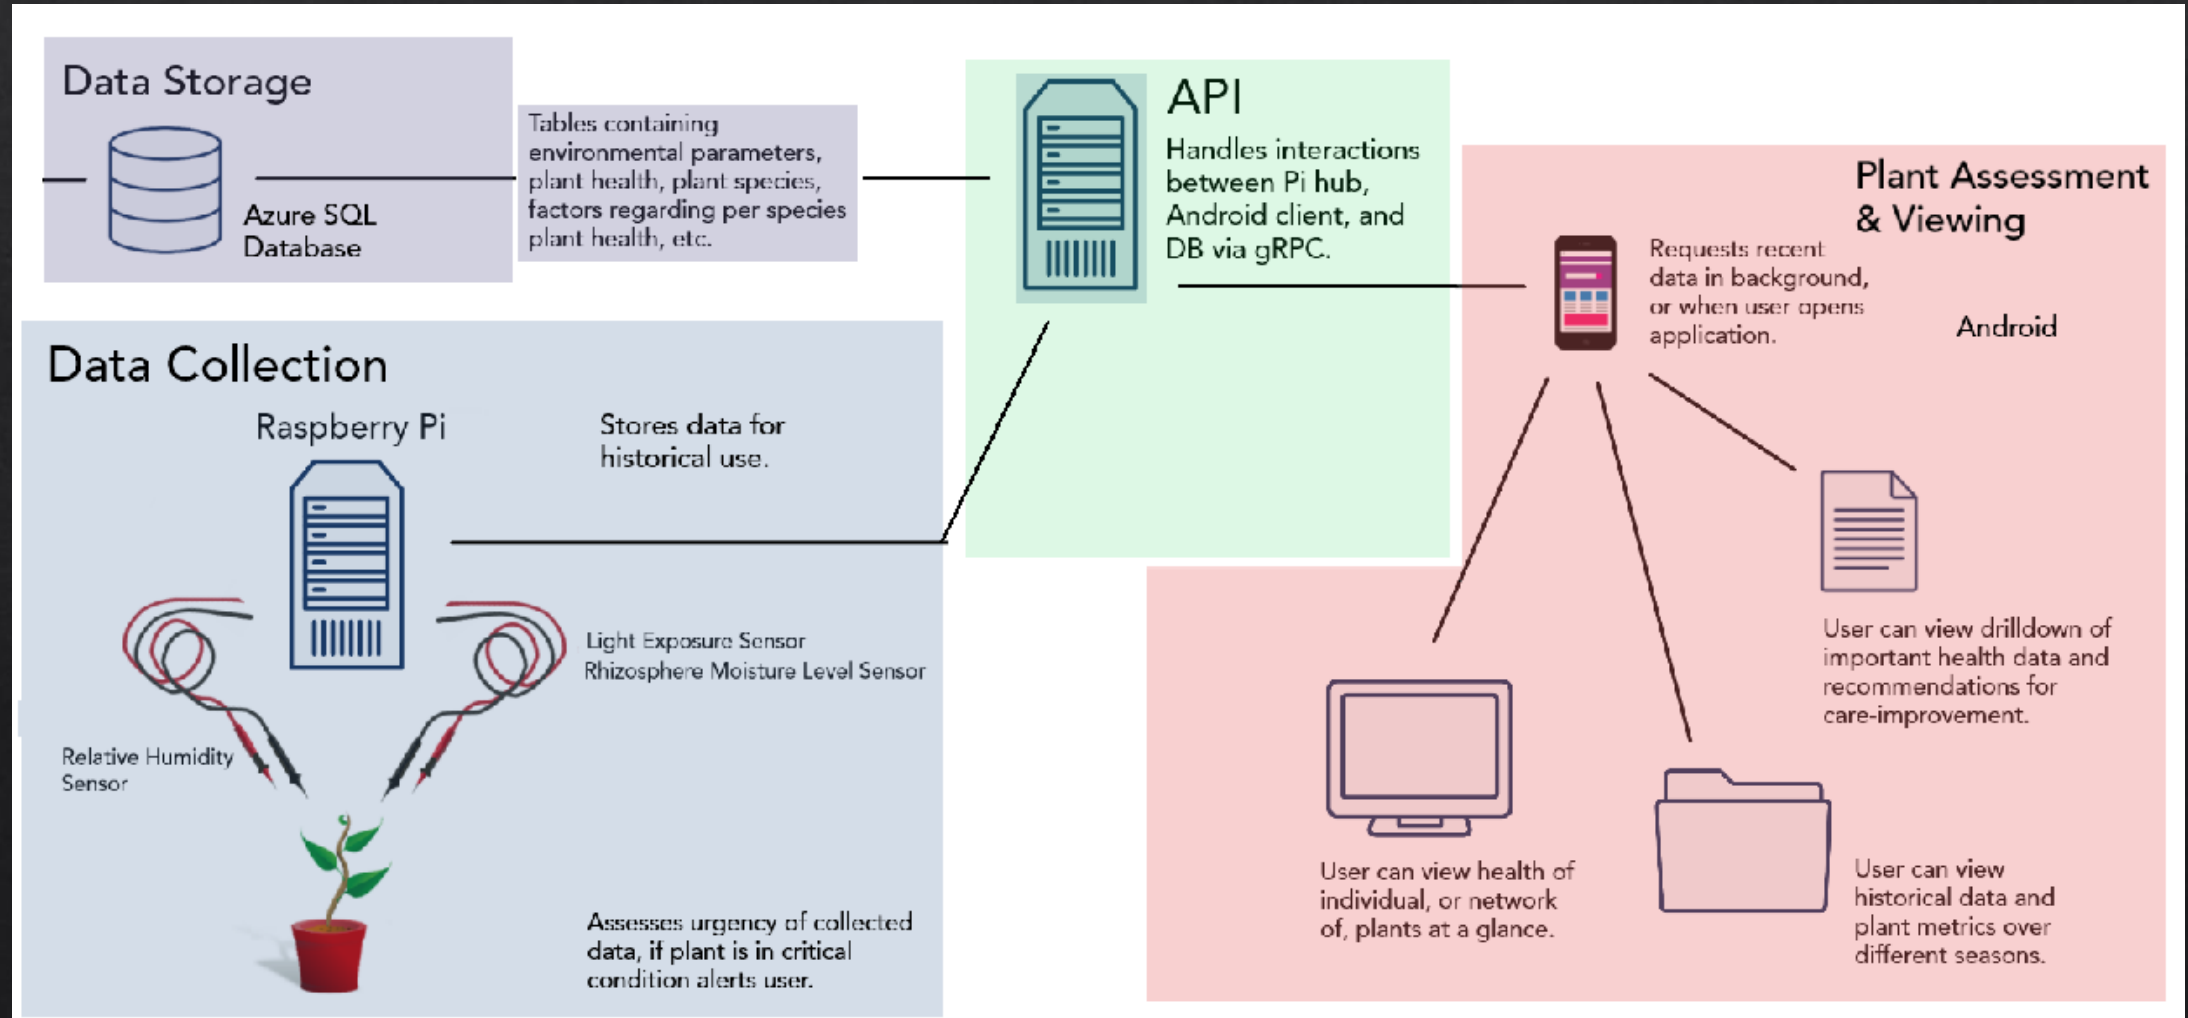 Data Storage
Azure SQL
Database
Tables containing
environmental parameters,
plant health, plant species,
factors regarding per species
plant health, etc.
API
Handles interactions
between Pi hub,
Android client, and
DB via gRPC.
Plant Assessment
& Viewing
Requests recent
data in background,
or when user opens
application.
Android
Data Collection
Raspberry Pi
Stores data for
historical use.
Light Exposure Sensor
Rhizosphere Moisture Level Sensor
Relative Humidity
Sensor
Assesses urgency of collected
data, if plant is in critical
condition alerts user.
User can view drilldown of
important health data and
recommendations for
care-improvement.
User can view health of
individual, or network
of, plants at a glance.
User can view
historical data and
plant metrics over
different seasons.